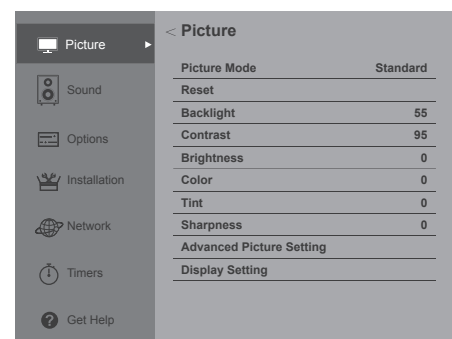 Picture
Sound
Options
Installation
Network
Timers
Get Help
< Picture
Picture Mode Standard
Reset
Backlight 55
Contrast 95
Brightness 0
Color 0
Tint 0
Sharpness 0
Advanced Picture Setting
Display Setting